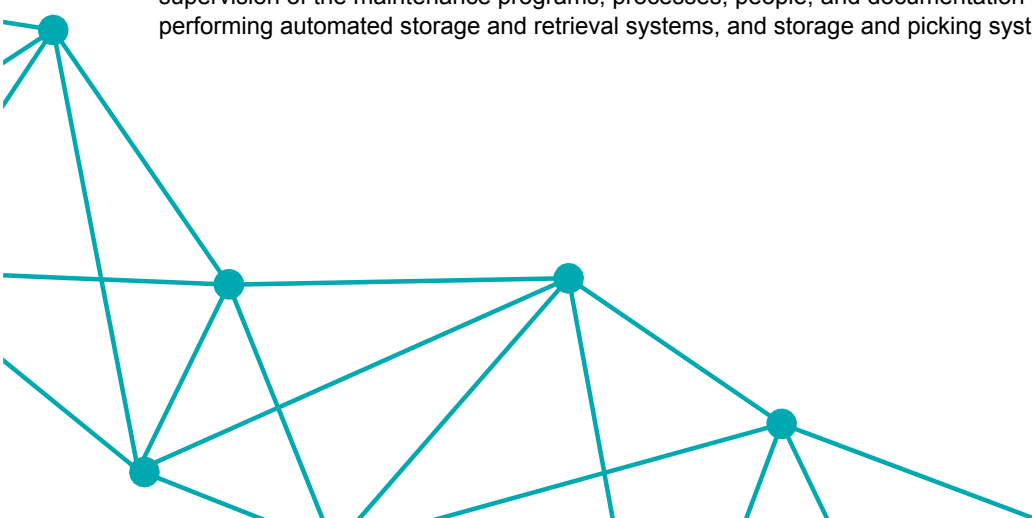 supervision of the maintenance programs, processes, people, and documentation
performing automated storage and retrieval systems, and storage and picking syst